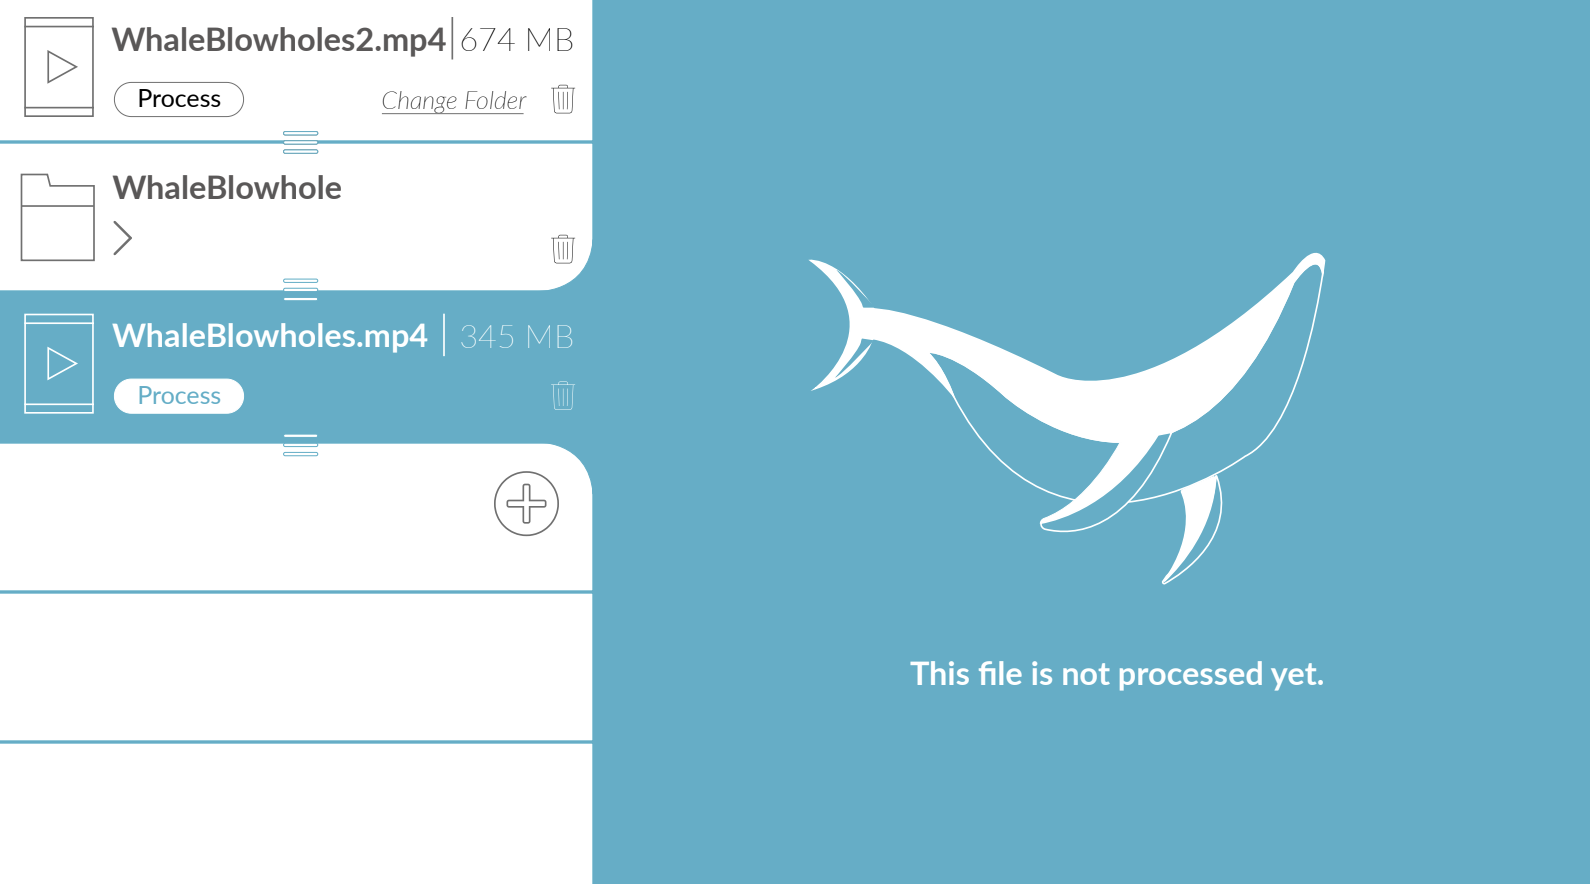 WhaleBlowholes2.mp4 674 MB
Process Change Folder
WhaleBlowhole
WhaleBlowholes.mp4 345 MB
Process
This file is not processed yet.